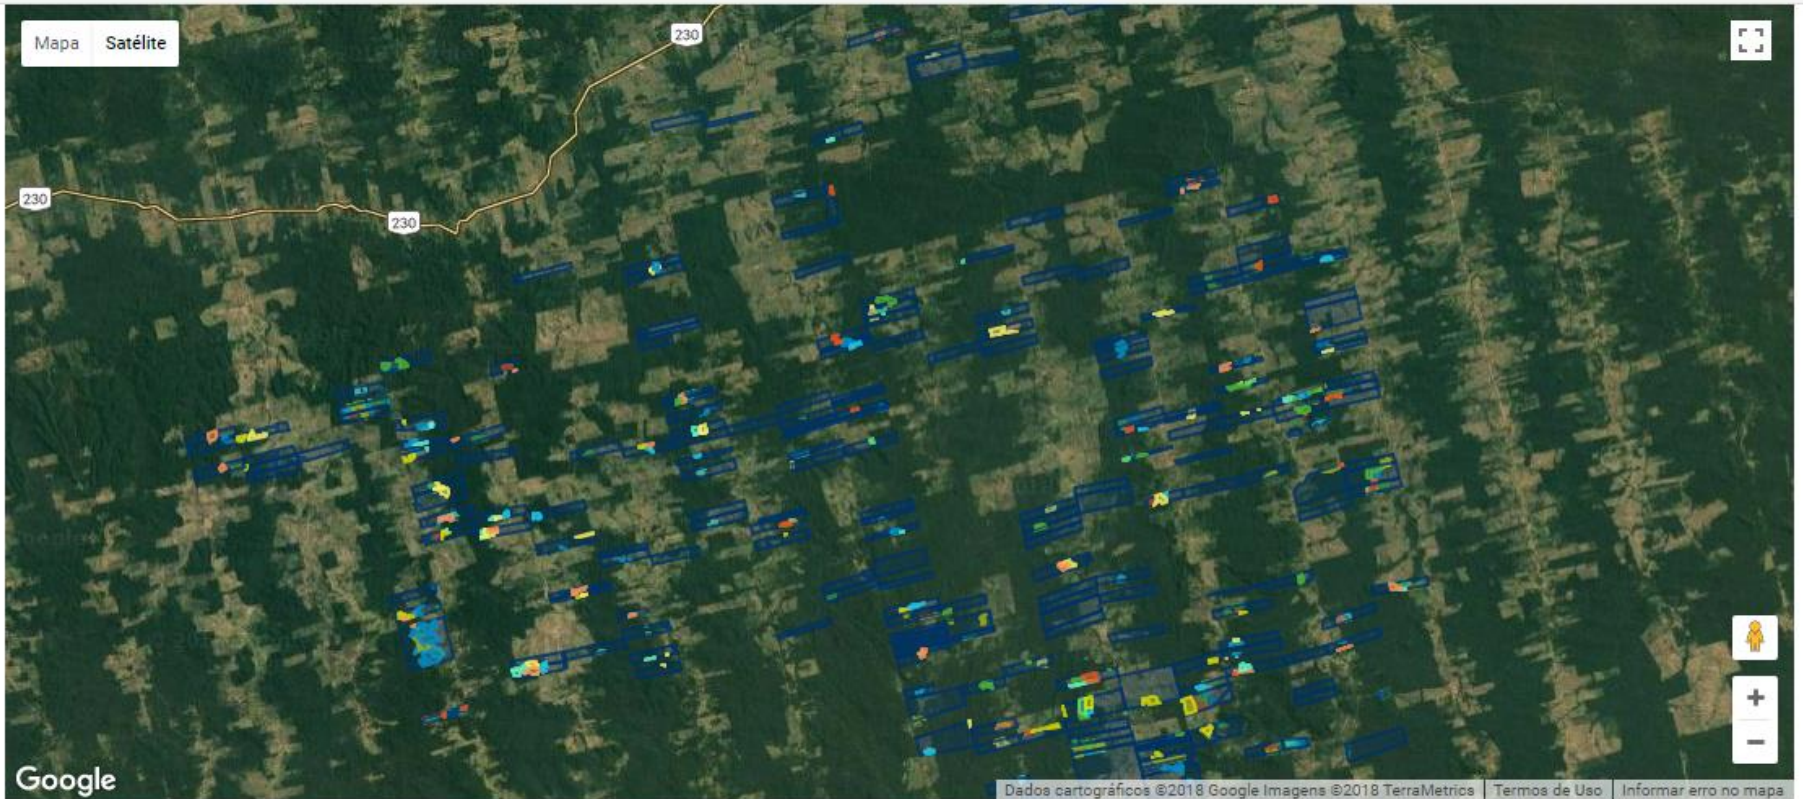 Mapa Satélite
230
230
230
Google
Dados cartográficos ©2018 Google Imagens ©2018 TerraMetrics
Termos de Uso
Informar erro no mapa